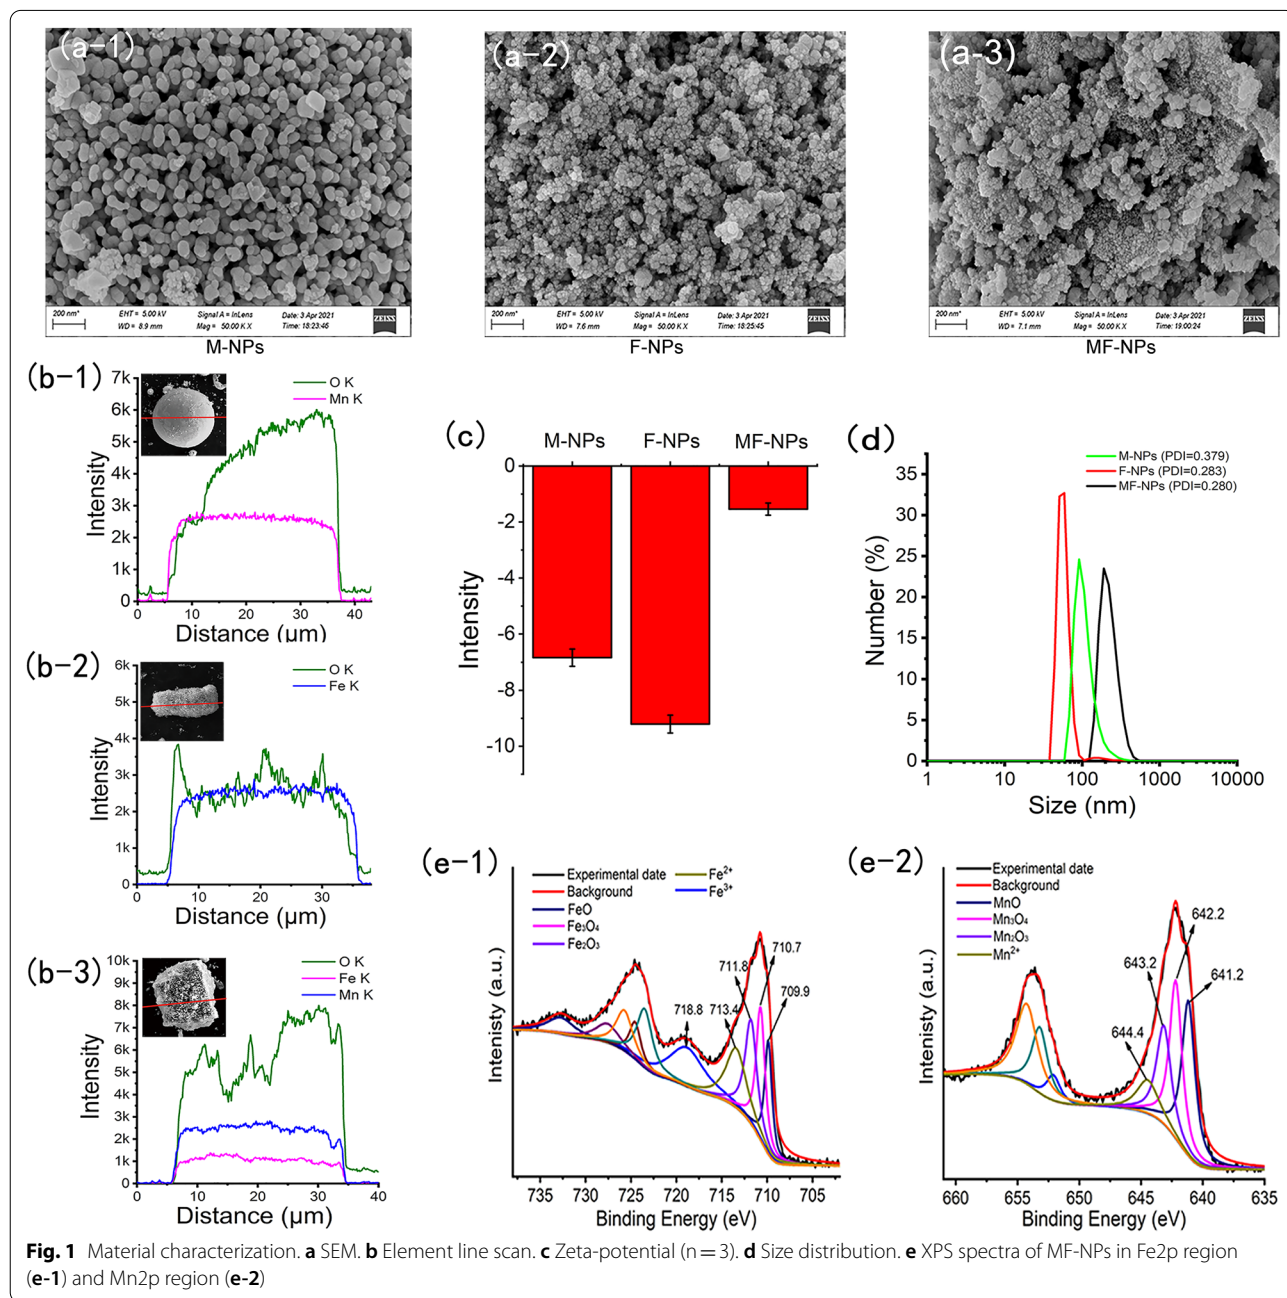 (a-1)
(a-2)
(a-3)
200 nm*
EHT = 5.00 kV
Signal A = InLens
Date: 3 Apr 2021
WD = 8.9 mm
Mag = 50.00 K X
Time: 18:23:46
ZEISS
200 nm*
EHT = 5.00 kV
Signal A = InLens
Date: 3 Apr 2021
WD = 7.6 mm
Mag = 50.00 K X
Time: 18:25:45
ZEISS
200 nm*
EHT = 5.00 kV
Signal A = InLens
Date: 3 Apr 2021
WD = 7.1 mm
Mag = 50.00 K X
Time: 19:00:24
ZEISS
M-NPs
F-NPs
MF-NPs
(b-1)
7k
6k
5k
4k
3k
2k
1k
0
O K
Mn K
Intensity
0
10
20
30
40
Distance (µm)
(b-2)
6k
5k
4k
3k
2k
1k
0
O K
Fe K
Intensity
0
10
20
30
Distance (µm)
(b-3)
10k
9k
8k
7k
6k
5k
4k
3k
2k
1k
0
O K
Fe K
Mn K
Intensity
0
10
20
30
40
Distance (µm)
(c)
M-NPs
F-NPs
MF-NPs
0
-2
-4
-6
-8
-10
Intensity
(d)
M-NPs (PDI=0.379)
F-NPs (PDI=0.283)
MF-NPs (PDI=0.280)
35
30
25
20
15
10
5
0
Number (%)
1
10
100
1000
10000
Size (nm)
(e-1)
Experimental date
Background
FeO
Fe₃O₄
Fe₂O₃
Fe²⁺
Fe³⁺
710.7
711.8
709.9
718.8
713.4
Intenisty (a.u.)
735
730
725
720
715
710
705
Binding Energy (eV)
(e-2)
Experimental date
Background
MnO
Mn₃O₄
Mn₂O₃
Mn²⁺
642.2
643.2
641.2
644.4
Intenisty (a.u.)
660
655
650
645
640
635
Binding Energy (eV)
Fig. 1 Material characterization. a SEM. b Element line scan. c Zeta-potential (n = 3). d Size distribution. e XPS spectra of MF-NPs in Fe2p region
(e-1) and Mn2p region (e-2)